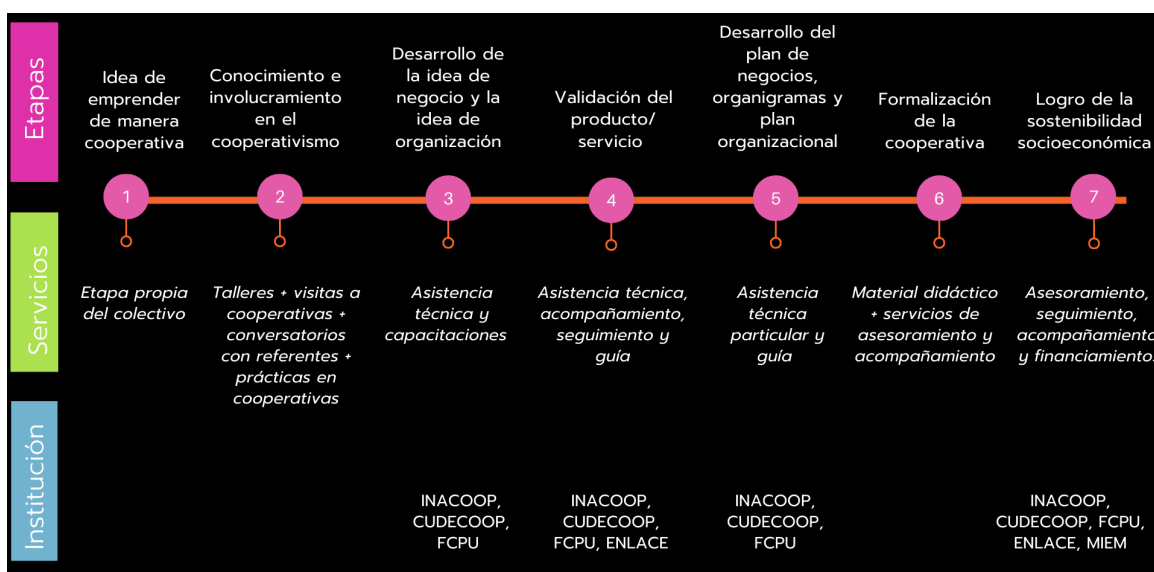 Etapas
Idea de
emprender
de manera
cooperativa
Conocimiento e
involucramiento
en el
cooperativismo
Desarrollo de
la idea de
negocio y la
idea de
organización
Validación del
producto/
servicio
Desarrollo del
plan de
negocios,
organigramas y
plan
organizacional
Formalización
de la
cooperativa
Logro de la
sostenibilidad
socioeconómica
1
2
3
4
5
6
7
Servicios
Etapa propia
del colectivo
Talleres + visitas a
cooperativas +
conversatorios
con referentes +
prácticas en
cooperativas
Asistencia
técnica y
capacitaciones
Asistencia técnica,
acompañamiento,
seguimiento y
guía
Asistencia
técnica
particular y
guía
Material didáctico
+ servicios de
asesoramiento y
acompañamiento
Asesoramiento,
seguimiento,
acompañamiento
y financiamiento.
Institución
INACOOP,
CUDECOOP,
FCPU
INACOOP,
CUDECOOP,
FCPU, ENLACE
INACOOP,
CUDECOOP,
FCPU
INACOOP,
CUDECOOP, FCPU,
ENLACE, MIEM